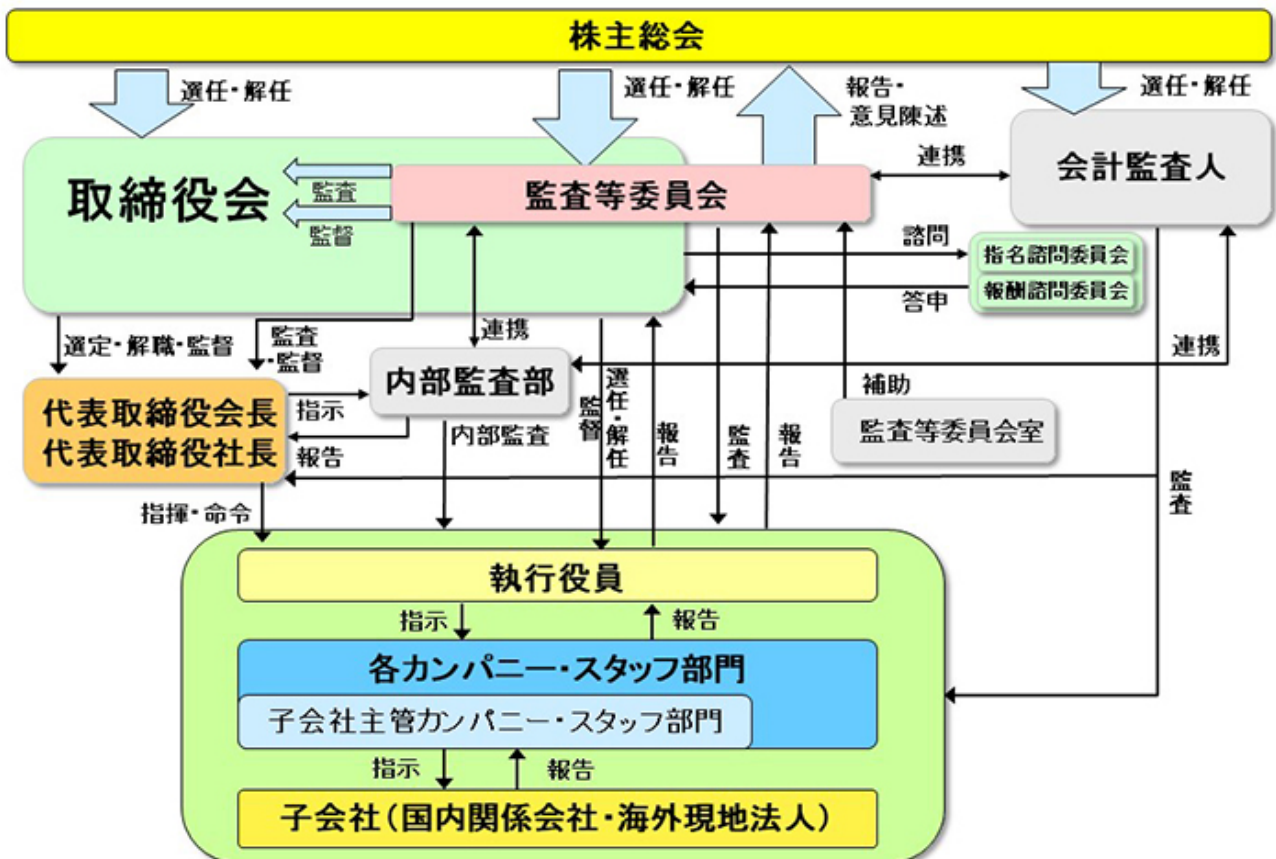 株主総会
選任・解任
選任・解任
報告・
意見陳述
選任・解任
取締役会
監査
監督
監査等委員会
連携
会計監査人
諮問
答申
指名諮問委員会
報酬諮問委員会
選定・解職・監督
監査
・監督
連携
連携
代表取締役会長
代表取締役社長
指示
報告
内部監査部
内部監査
監督
選任・解任
報告
監査
報告
補助
監査等委員会室
監査
指揮・命令
執行役員
指示
報告
各カンパニー・スタッフ部門
子会社主管カンパニー・スタッフ部門
指示
報告
子会社(国内関係会社・海外現地法人)